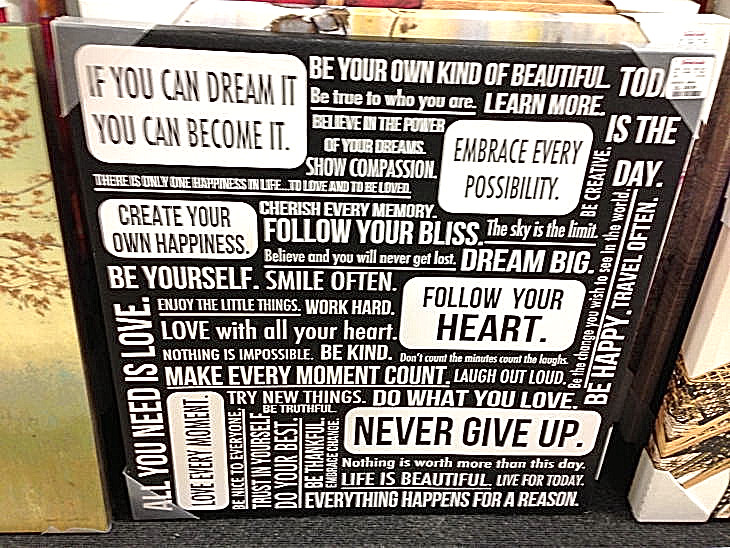 IF YOU CAN DREAM IT
YOU CAN BECOME IT.
BE YOUR OWN KIND OF BEAUTIFUL.
Be true to who you are. LEARN MORE.
BELIEVE IN THE POWER
OF YOUR DREAMS.
SHOW COMPASSION.
EMBRACE EVERY
POSSIBILITY.
IS THE
DAY.
THERE IS ONLY ONE HAPPINESS IN LIFE...TO LOVE AND TO BE LOVED.
CREATE YOUR
OWN HAPPINESS.
CHERISH EVERY MEMORY.
FOLLOW YOUR BLISS. The sky is the limit.
Believe and you will never get lost. DREAM BIG.
BE CREATIVE.
Be the change you wish to see in the world.
BE HAPPY. TRAVEL OFTEN.
BE YOURSELF. SMILE OFTEN.
ENJOY THE LITTLE THINGS. WORK HARD.
FOLLOW YOUR
HEART.
LOVE with all your heart.
NOTHING IS IMPOSSIBLE. BE KIND. Don't count the minutes count the laughs.
MAKE EVERY MOMENT COUNT. LAUGH OUT LOUD.
ALL YOU NEED IS LOVE.
LOVE EVERY MOMENT.
TRY NEW THINGS. DO WHAT YOU LOVE.
BE TRUTHFUL.
BE NICE TO EVERYONE.
TRUST IN YOURSELF.
DO YOUR BEST.
BE THANKFUL.
EMBRACE CHANGE.
NEVER GIVE UP.
Nothing is worth more than this day.
LIFE IS BEAUTIFUL. LIVE FOR TODAY.
EVERYTHING HAPPENS FOR A REASON.